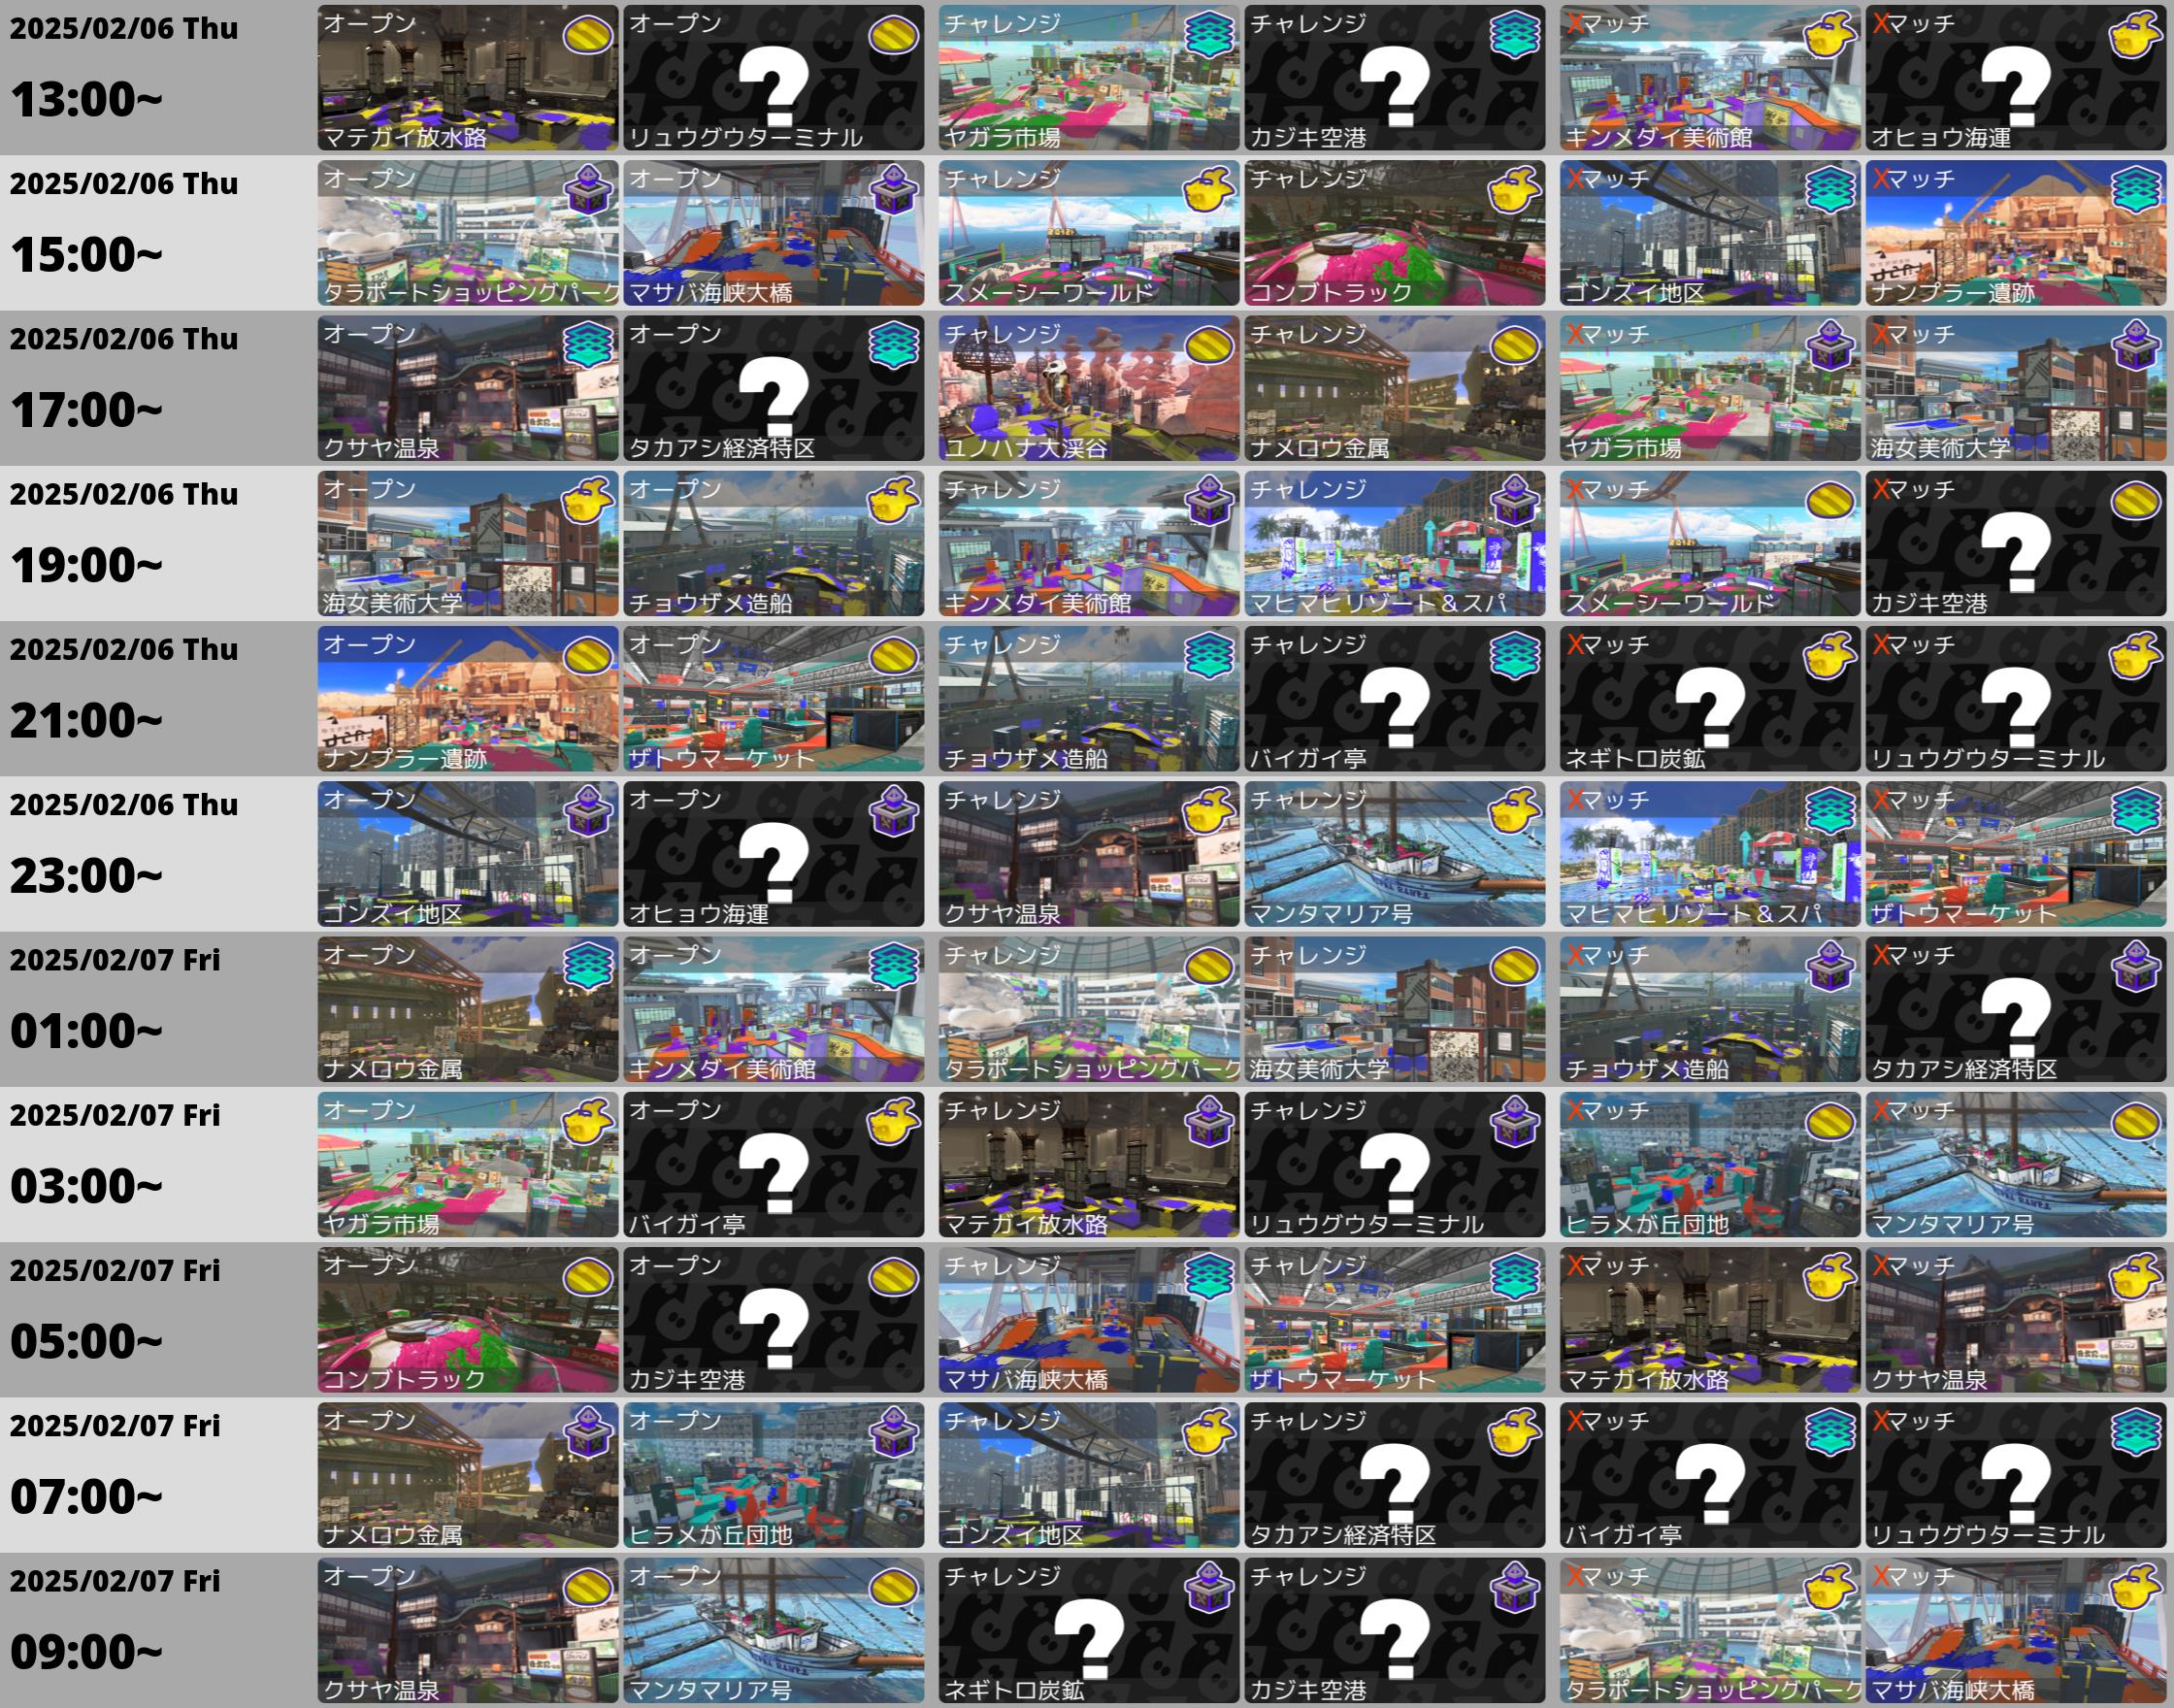 2025/02/06 Thu
13:00~
オープン
マテガイ放水路
オープン
リュウグウターミナル
チャレンジ
ヤガラ市場
チャレンジ
カジキ空港
Xマッチ
キンメダイ美術館
Xマッチ
オヒョウ海運
2025/02/06 Thu
15:00~
オープン
タラポートショッピングパーク
オープン
マサバ海峡大橋
チャレンジ
スメーシーワールド
チャレンジ
コンブトラック
Xマッチ
ゴンズイ地区
Xマッチ
ナンプラー遺跡
2025/02/06 Thu
17:00~
オープン
クサヤ温泉
オープン
タカアシ経済特区
チャレンジ
ユノハナ大渓谷
チャレンジ
ナメロウ金属
Xマッチ
ヤガラ市場
Xマッチ
海女美術大学
2025/02/06 Thu
19:00~
オープン
海女美術大学
オープン
チョウザメ造船
チャレンジ
キンメダイ美術館
チャレンジ
マヒマヒリゾート＆スパ
Xマッチ
スメーシーワールド
Xマッチ
カジキ空港
2025/02/06 Thu
21:00~
オープン
ナンプラー遺跡
オープン
ザトウマーケット
チャレンジ
チョウザメ造船
チャレンジ
バイガイ亭
Xマッチ
ネギトロ炭鉱
Xマッチ
リュウグウターミナル
2025/02/06 Thu
23:00~
オープン
ゴンズイ地区
オープン
オヒョウ海運
チャレンジ
クサヤ温泉
チャレンジ
マンタマリア号
Xマッチ
マヒマヒリゾート＆スパ
Xマッチ
ザトウマーケット
2025/02/07 Fri
01:00~
オープン
ナメロウ金属
オープン
キンメダイ美術館
チャレンジ
タラポートショッピングパーク
チャレンジ
海女美術大学
Xマッチ
チョウザメ造船
Xマッチ
タカアシ経済特区
2025/02/07 Fri
03:00~
オープン
ヤガラ市場
オープン
バイガイ亭
チャレンジ
マテガイ放水路
チャレンジ
リュウグウターミナル
Xマッチ
ヒラメが丘団地
Xマッチ
マンタマリア号
2025/02/07 Fri
05:00~
オープン
コンブトラック
オープン
カジキ空港
チャレンジ
マサバ海峡大橋
チャレンジ
ザトウマーケット
Xマッチ
マテガイ放水路
Xマッチ
クサヤ温泉
2025/02/07 Fri
07:00~
オープン
ナメロウ金属
オープン
ヒラメが丘団地
チャレンジ
ゴンズイ地区
チャレンジ
タカアシ経済特区
Xマッチ
バイガイ亭
Xマッチ
リュウグウターミナル
2025/02/07 Fri
09:00~
オープン
クサヤ温泉
オープン
マンタマリア号
チャレンジ
ネギトロ炭鉱
チャレンジ
カジキ空港
Xマッチ
タラポートショッピングパーク
Xマッチ
マサバ海峡大橋